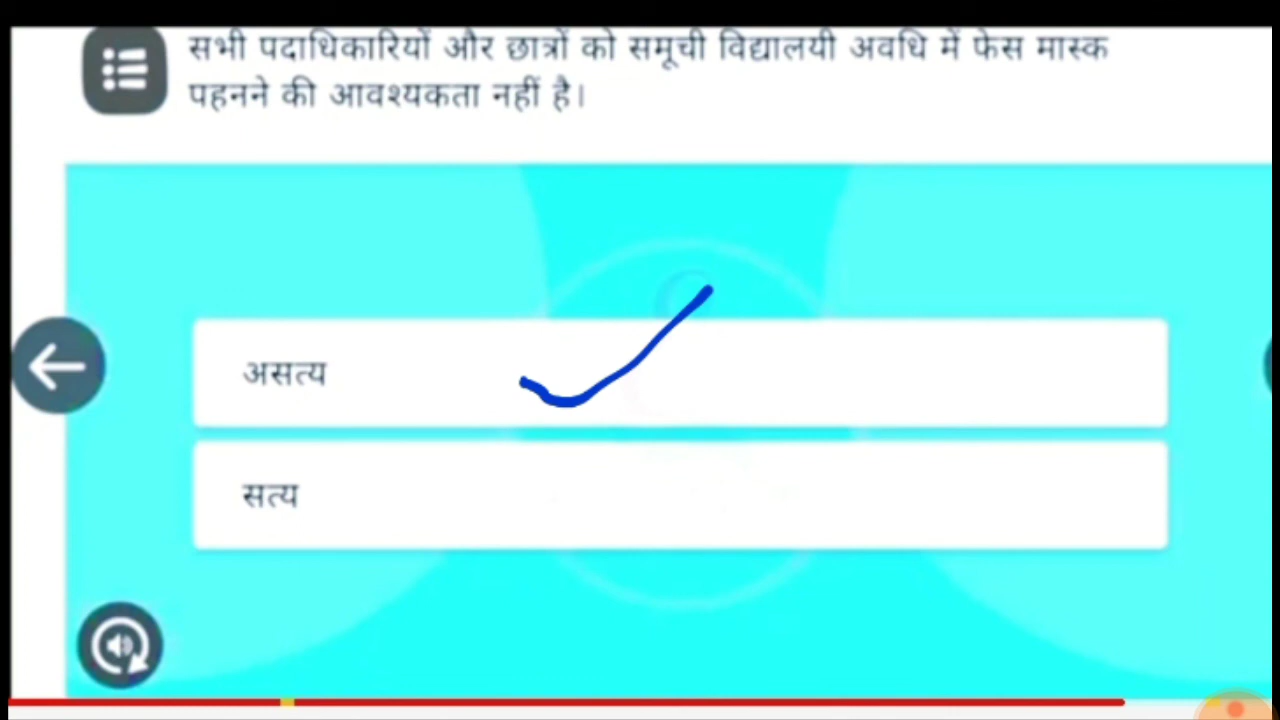 सभी पदाधिकारियों और छात्रों को समूची विद्यालयी अवधि में फेस मास्क
पहनने की आवश्यकता नहीं है।
असत्य
सत्य